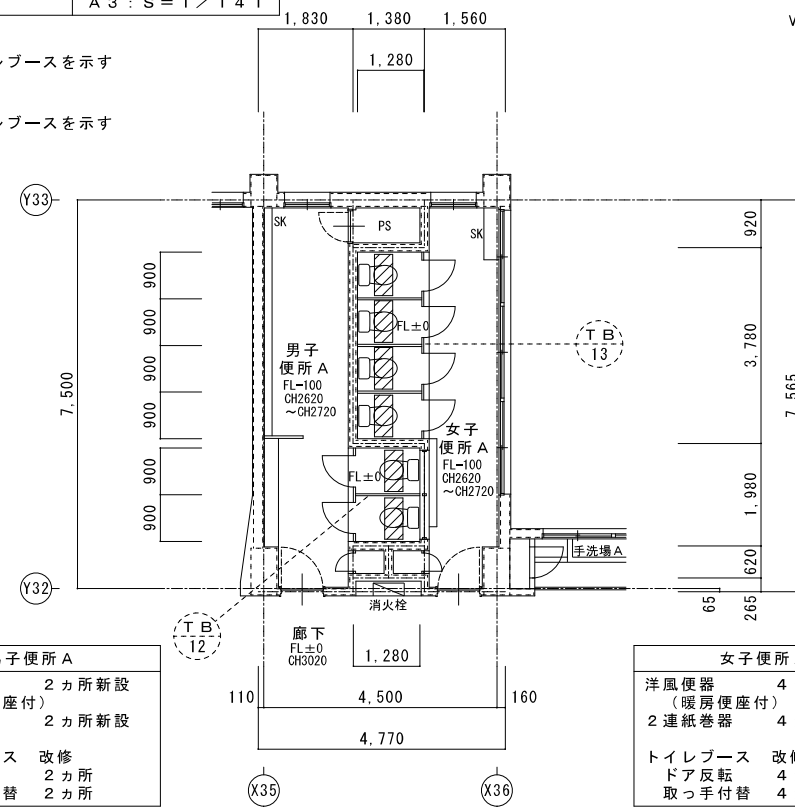 A3:S=1/141
1,830
1,380
1,560
1,280
ブースを示す
ブースを示す
Y33
920
SK
PS
SK
900
900
900
900
900
900
FL±0
TB
13
3,780
7,500
7,565
男子
便所A
FL-100
CH2620
～CH2720
女子
便所A
FL-100
CH2620
～CH2720
FL±0
1,980
手洗場A
620
Y32
消火栓
65
265
TB
12
廊下
FL±0
CH3020
1,280
子便所A
2ヵ所新設
座付)
2ヵ所新設
ス 改修
2ヵ所
替 2ヵ所
110
4,500
160
4,770
X35
X36
女子便所
洋風便器 4
(暖房便座付)
2連紙巻器 4
トイレブース 改
ドア反転 4
取っ手付替 4